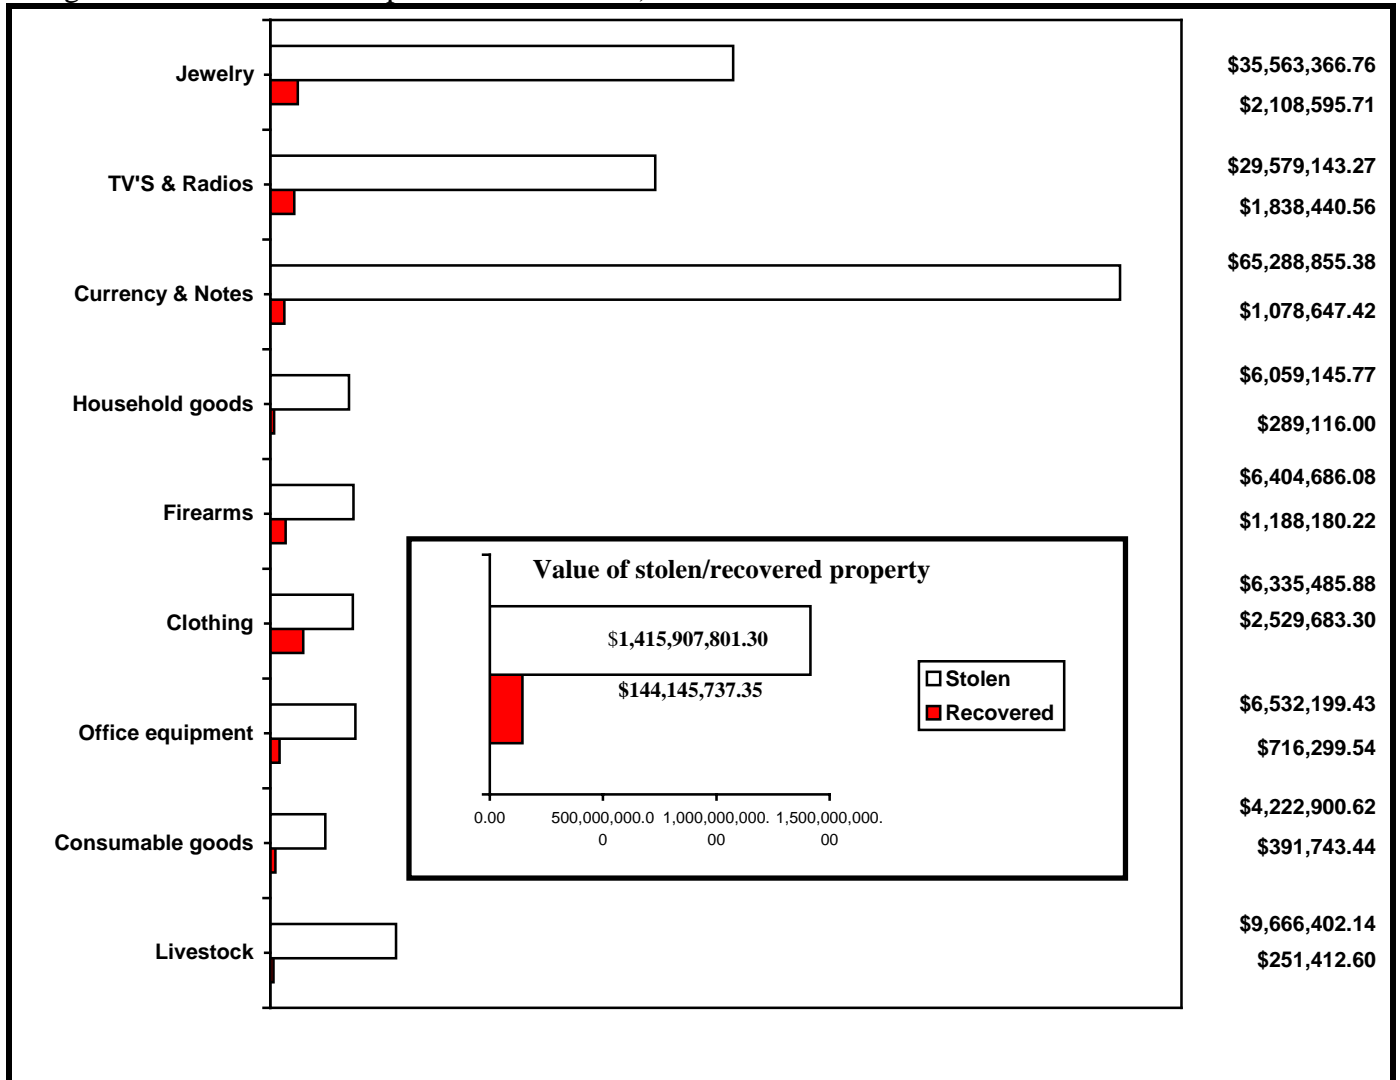 Jewelry
$35,563,366.76
$2,108,595.71
TV'S & Radios
$29,579,143.27
$1,838,440.56
Currency & Notes
$65,288,855.38
$1,078,647.42
Household goods
$6,059,145.77
$289,116.00
Firearms
$6,404,686.08
$1,188,180.22
Clothing
$6,335,485.88
$2,529,683.30
Office equipment
$6,532,199.43
$716,299.54
Consumable goods
$4,222,900.62
$391,743.44
Livestock
$9,666,402.14
$251,412.60
Value of stolen/recovered property
$1,415,907,801.30
$144,145,737.35
Stolen
Recovered
0.00 500,000,000.0 1,000,000,000. 1,500,000,000.
0 00 00